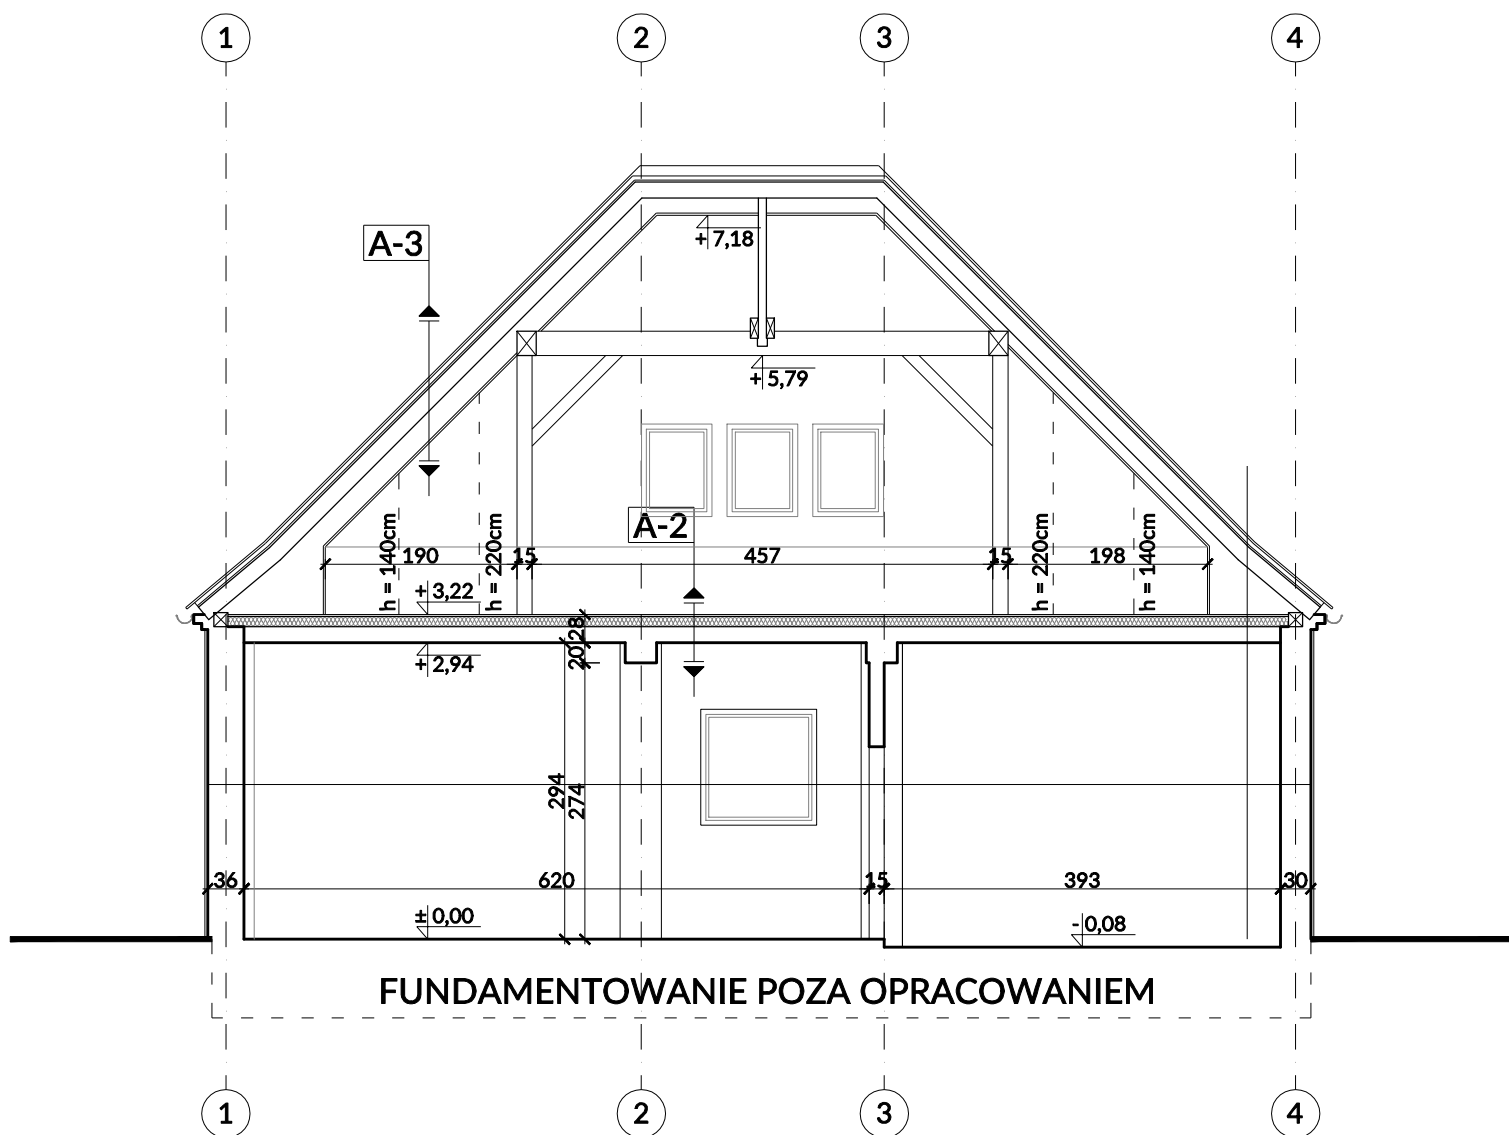 1 2 3 4
A-3
+ 7,18
+ 5,79
A-2
h = 140cm
190
h = 220cm
15
457
15
h = 220cm
198
h = 140cm
+ 3,22
28
20
+ 2,94
294
274
36
620
15
393
30
± 0,00
- 0,08
FUNDAMENTOWANIE POZA OPRACOWANIEM
1 2 3 4